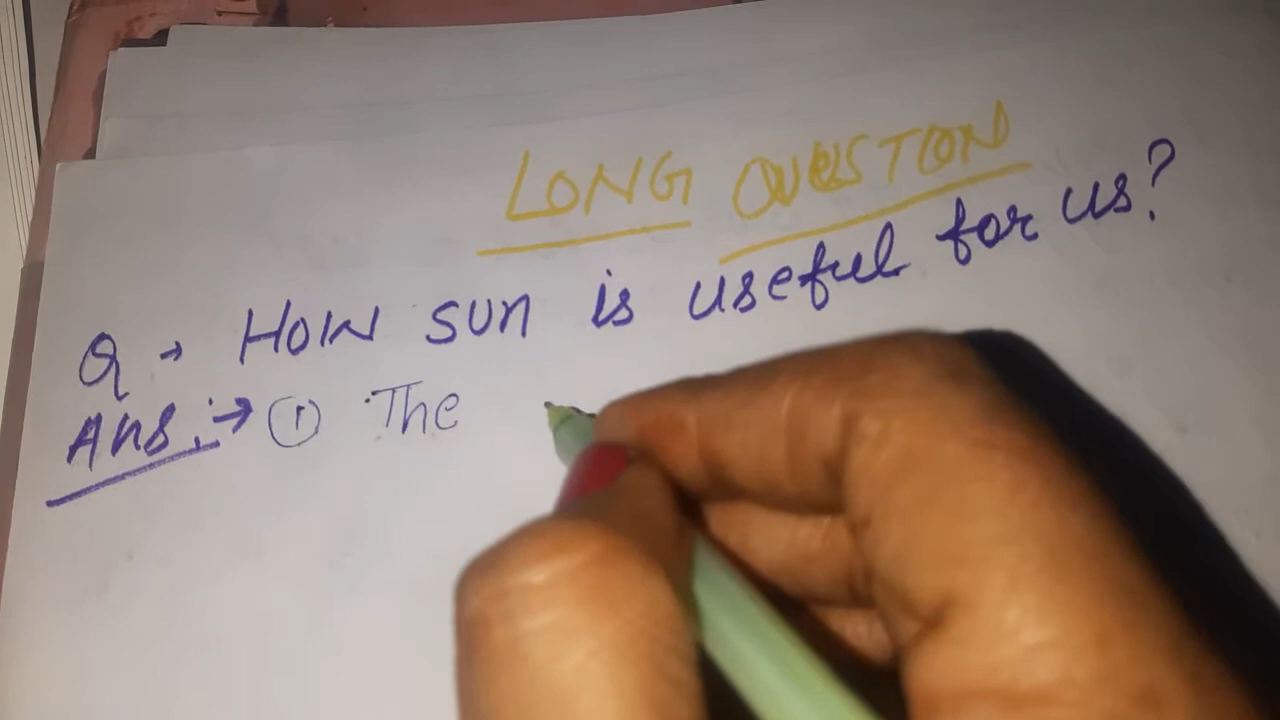 LONG QUESTON
Q → HOW sun is useful for us?
Ans :→ ① The